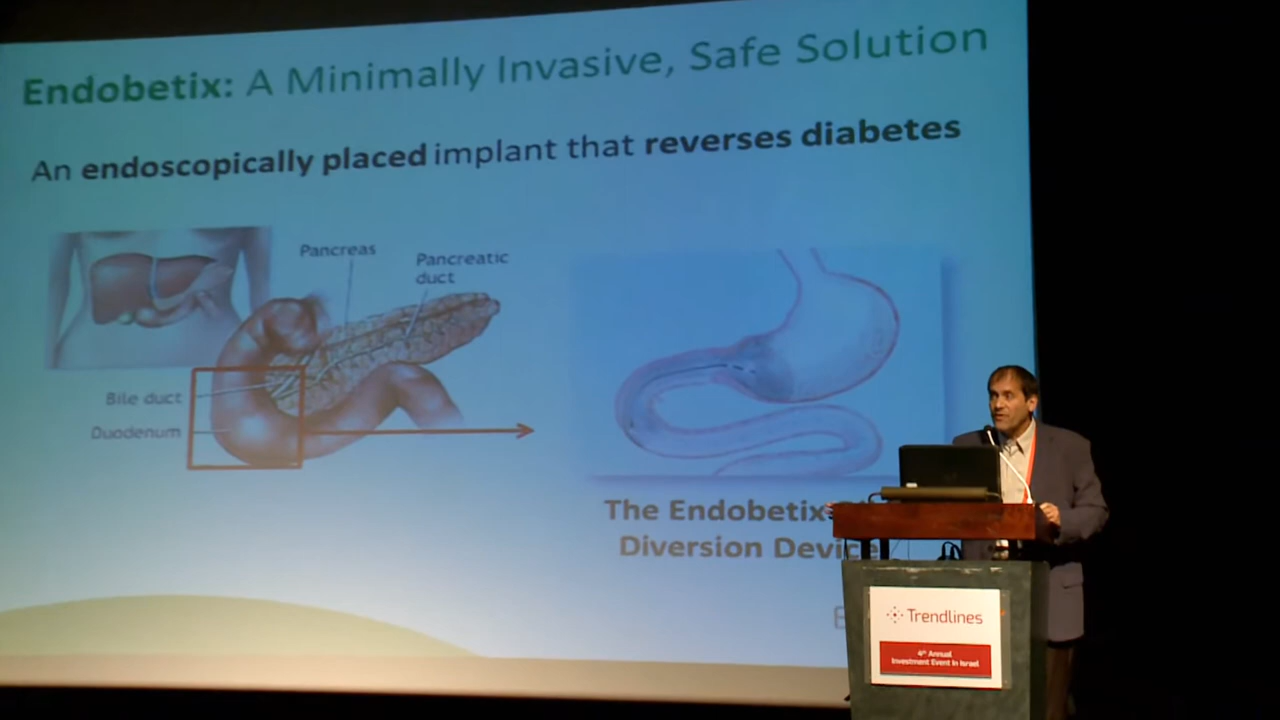 Endobetix: A Minimally Invasive, Safe Solution
An endoscopically placed implant that reverses diabetes
Pancreas
Pancreatic
duct
Bile duct
Duodenum
The Endobetix
Diversion Device
Trendlines
4th Annual
Investment Event in Israel